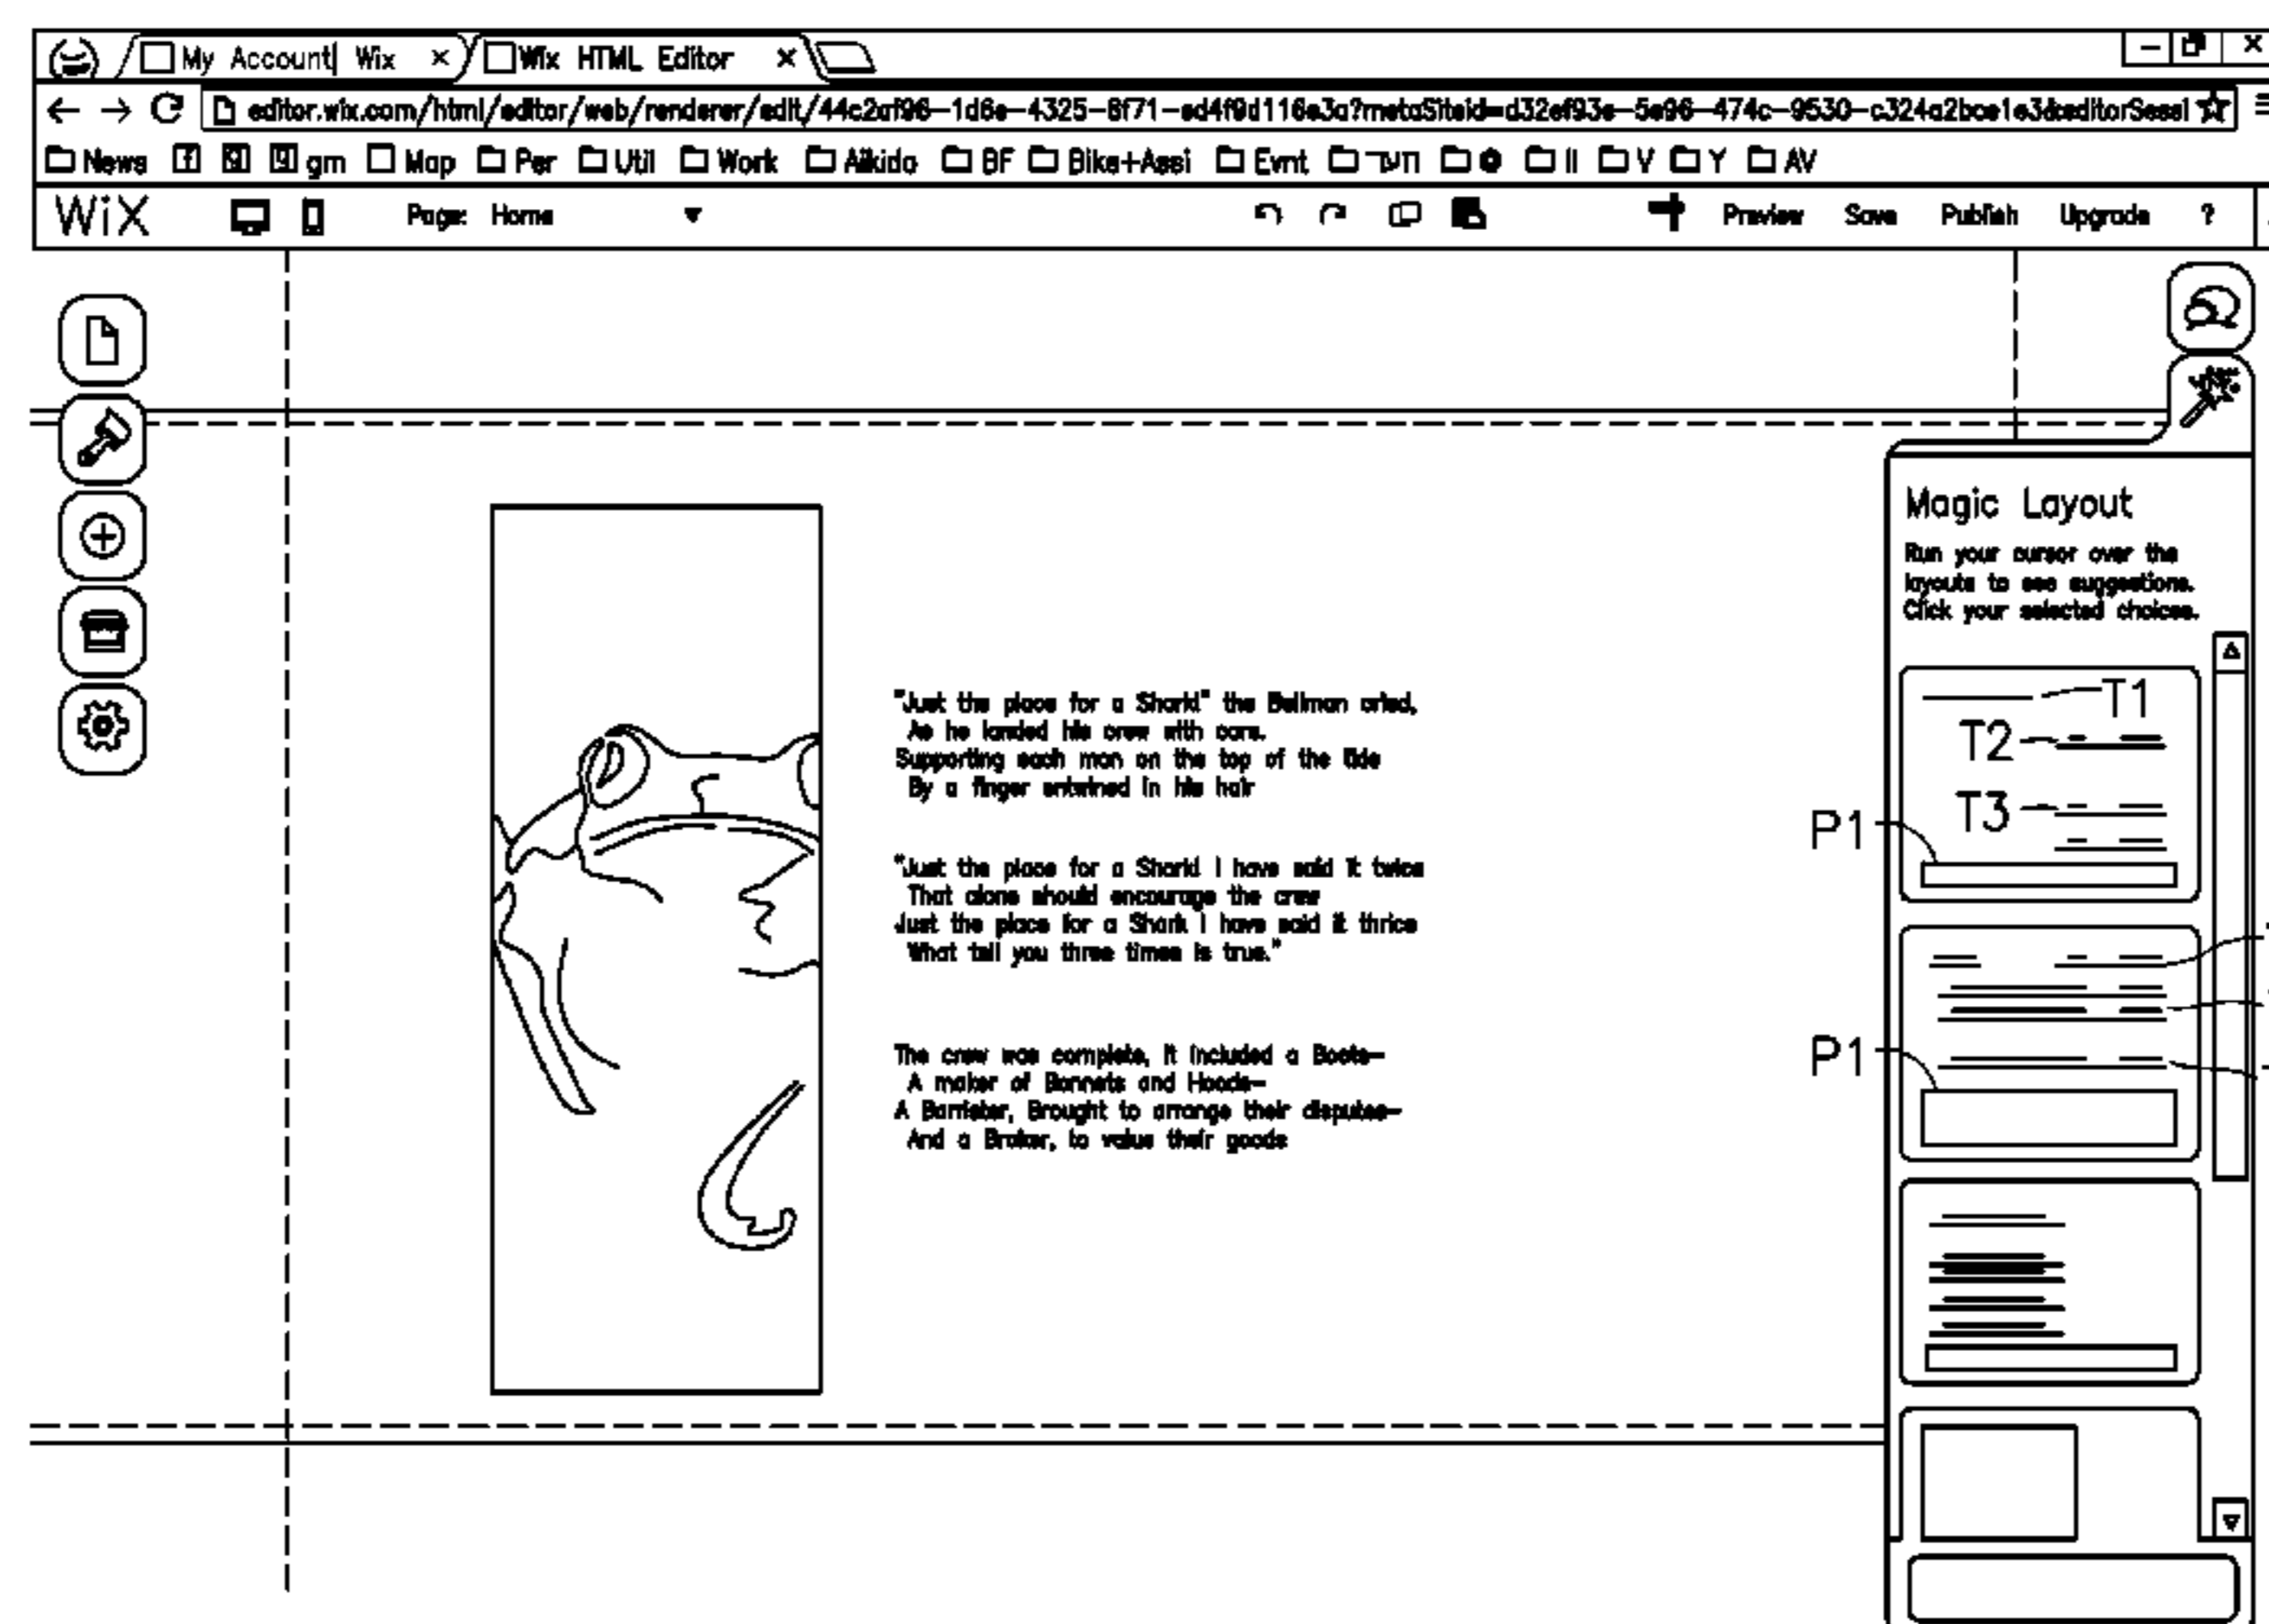 My Account| Wix × Wix HTML Editor ×
editor.wix.com/html/editor/web/renderer/edit/44c2af96-1d6e-4325-8f71-ed4f9d116e3a?metaSiteid=d32ef93e-5e96-474c-9530-c324a2bce1e3&editorSessi
News f gm Map Per Util Work Aikido BF Bike+Assi Evnt II V Y AV
WiX Page: Home Preview Save Publish Upgrade ?
Magic Layout
Run your cursor over the
layouts to see suggestions.
Click your selected choices.
"Just the place for a Shark!" the Bellman cried,
As he landed his crew with care.
Supporting each man on the top of the tide
By a finger entwined in his hair
"Just the place for a Shark! I have said it twice
That alone should encourage the crew
Just the place for a Shark I have said it thrice
What tell you three times is true."
The crew was complete, it included a Boots-
A maker of Bonnets and Hoods-
A Barrister, Brought to arrange their disputes-
And a Broker, to value their goods
T1
T2
T3
P1
P1